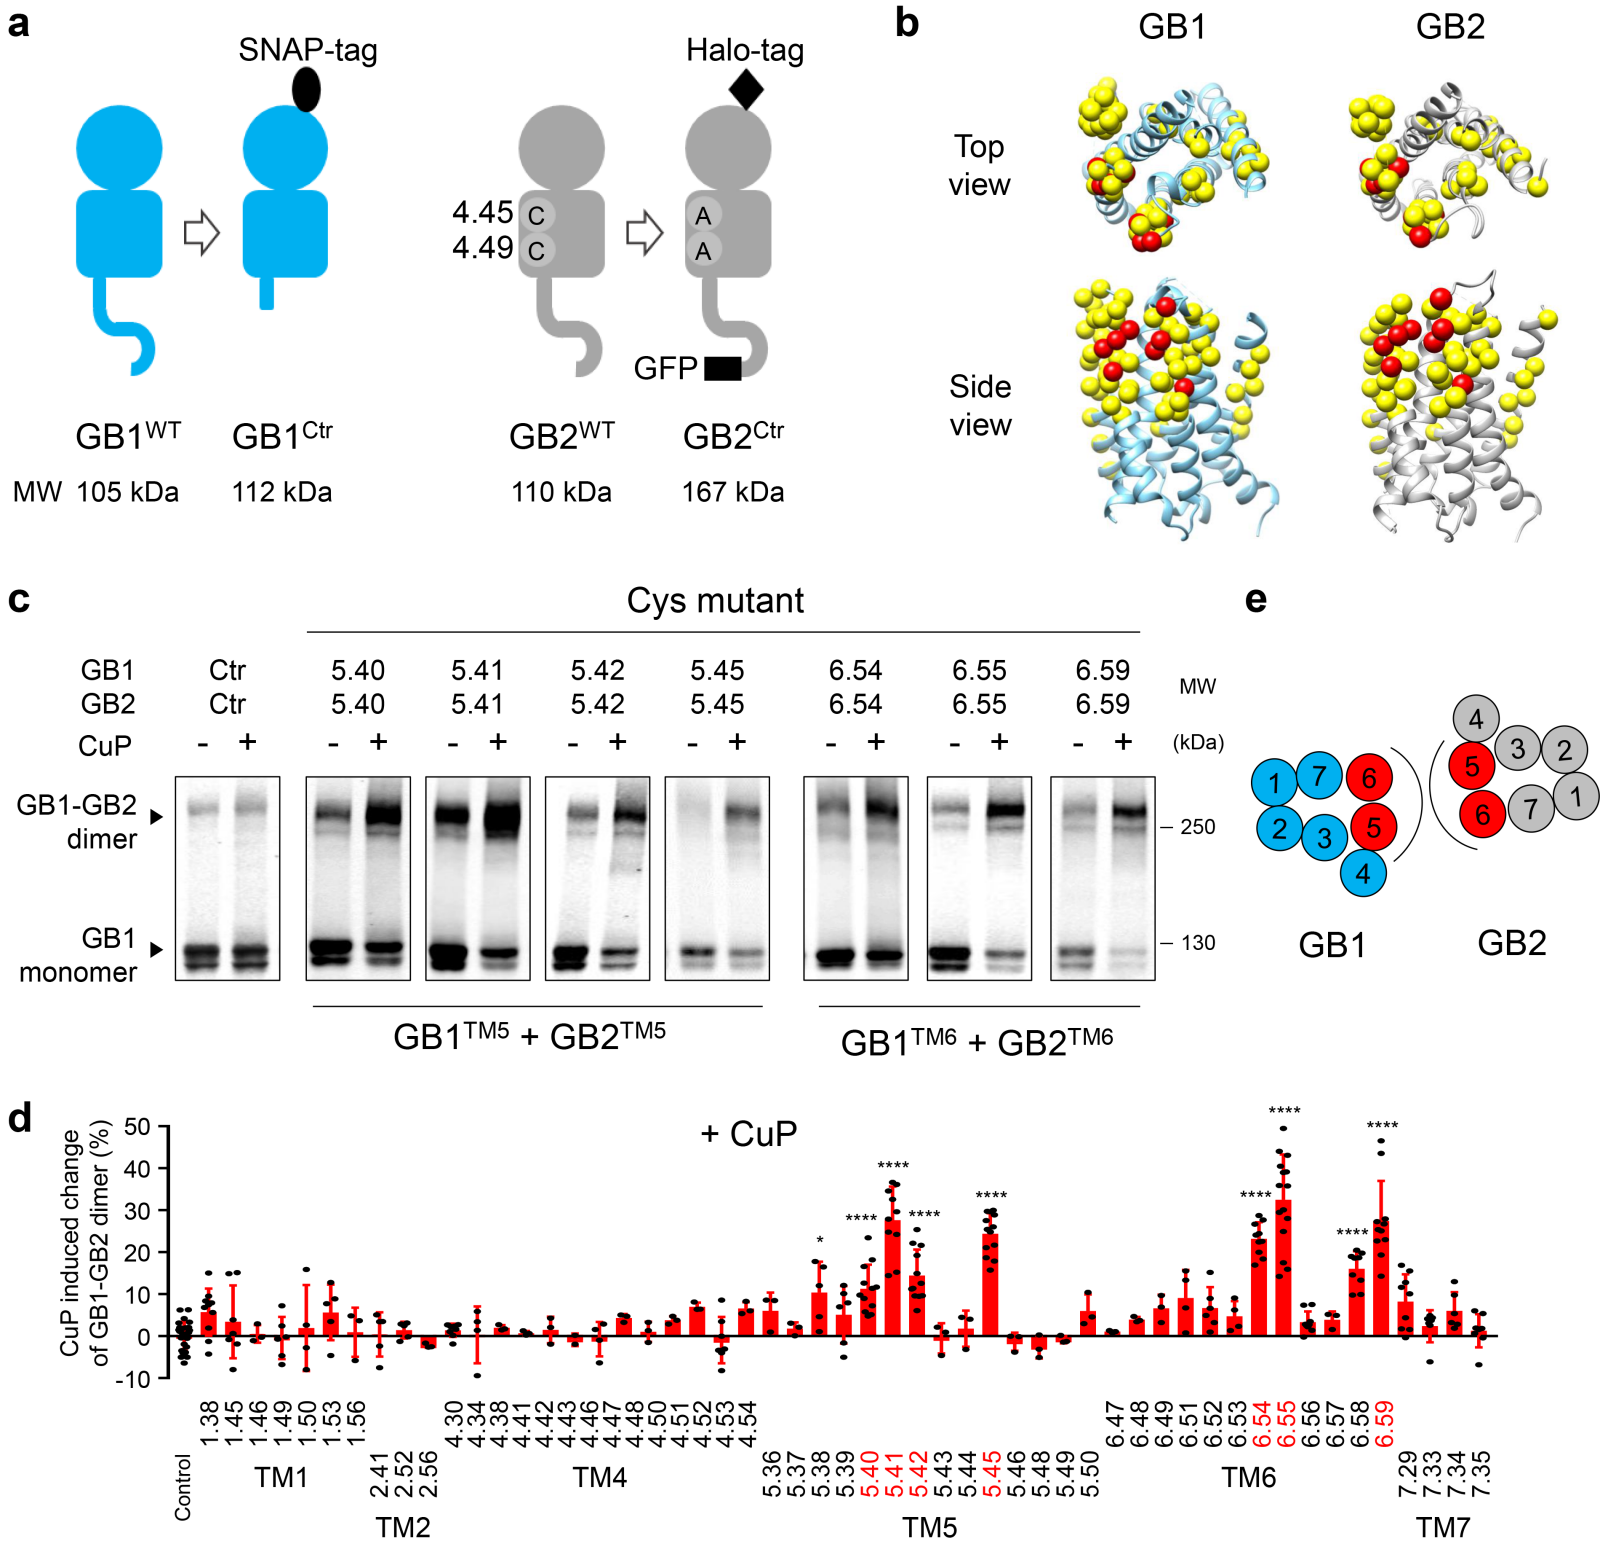 a
SNAP-tag
Halo-tag
4.45 C A
4.49 C A
GFP
GB1WT GB1Ctr GB2WT GB2Ctr
MW 105 kDa 112 kDa 110 kDa 167 kDa
b
GB1 GB2
Top
view
Side
view
c
Cys mutant
GB1 Ctr 5.40 5.41 5.42 5.45 6.54 6.55 6.59
GB2 Ctr 5.40 5.41 5.42 5.45 6.54 6.55 6.59
MW
(kDa)
CuP - + - + - + - + - + - + - + - +
GB1-GB2
dimer
250
GB1
monomer
130
GB1TM5 + GB2TM5
GB1TM6 + GB2TM6
e
1 7 6
2 3 5
4
4
5 3 2
6 7 1
GB1
GB2
d
+ CuP
CuP induced change
of GB1-GB2 dimer (%)
50
40
30
20
10
0
-10
* **** **** **** **** **** **** **** ****
Control
1.38 1.45 1.46 1.49 1.50 1.53 1.56
TM1
2.41 2.52 2.56
TM2
4.30 4.34 4.38 4.41 4.42 4.43 4.46 4.47 4.48 4.50 4.51 4.52 4.53 4.54
TM4
5.36 5.37 5.38 5.39 5.40 5.41 5.42 5.43 5.44 5.45 5.46 5.48 5.49 5.50
TM5
6.47 6.48 6.49 6.51 6.52 6.53 6.54 6.55 6.56 6.57 6.58 6.59
TM6
7.29 7.33 7.34 7.35
TM7